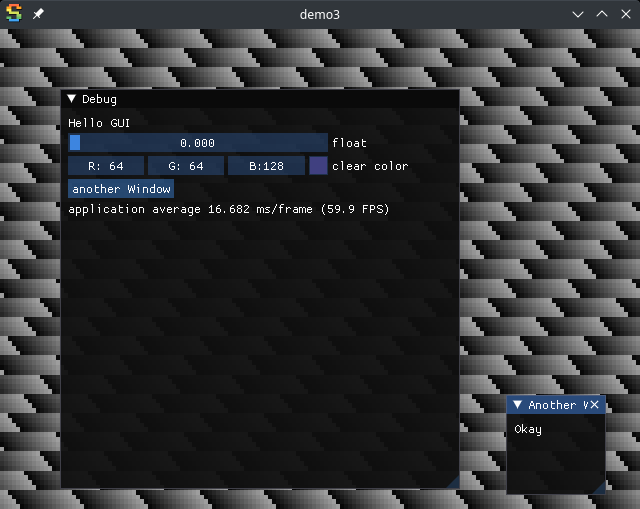 demo3
Debug
Hello GUI
0.000 float
R: 64 G: 64 B:128 clear color
another Window
application average 16.682 ms/frame (59.9 FPS)
Another
Okay